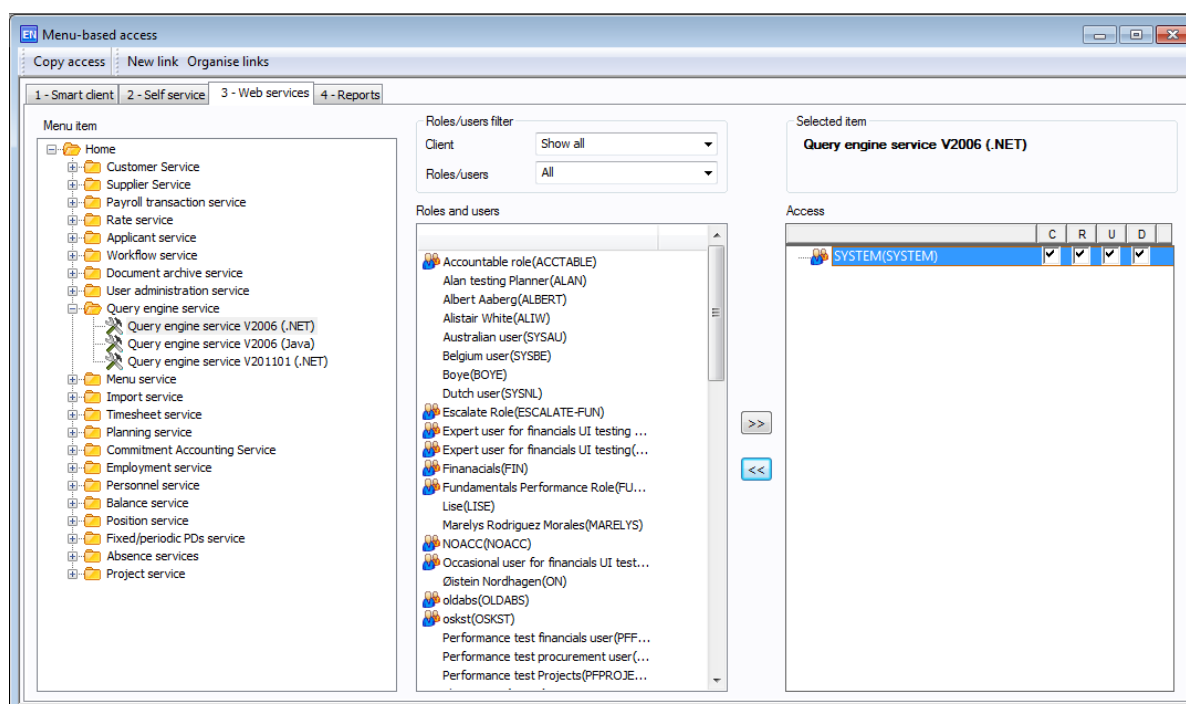 EN Menu-based access
Copy access New link Organise links
1 - Smart client 2 - Self service 3 - Web services 4 - Reports
Menu item
Home
Customer Service
Supplier Service
Payroll transaction service
Rate service
Applicant service
Workflow service
Document archive service
User administration service
Query engine service
Query engine service V2006 (.NET)
Query engine service V2006 (Java)
Query engine service V201101 (.NET)
Menu service
Import service
Timesheet service
Planning service
Commitment Accounting Service
Employment service
Personnel service
Balance service
Position service
Fixed/periodic PDs service
Absence services
Project service
Roles/users filter
Client Show all
Roles/users All
Roles and users
Accountable role(ACCTABLE)
Alan testing Planner(ALAN)
Albert Aaberg(ALBERT)
Alistair White(ALIW)
Australian user(SYSAU)
Belgium user(SYSBE)
Boye(BOYE)
Dutch user(SYSNL)
Escalate Role(ESCALATE-FUN)
Expert user for financials UI testing ...
Expert user for financials UI testing(...
Finanacials(FIN)
Fundamentals Performance Role(FU...
Lise(LISE)
Marelys Rodriguez Morales(MARELYS)
NOACC(NOACC)
Occasional user for financials UI test...
Øistein Nordhagen(ON)
oldabs(OLDABS)
oskst(OSKST)
Performance test financials user(PFF...
Performance test procurement user(...
Performance test Projects(PFPROJE...
>>
<<
Selected item
Query engine service V2006 (.NET)
Access
C R U D
SYSTEM(SYSTEM)